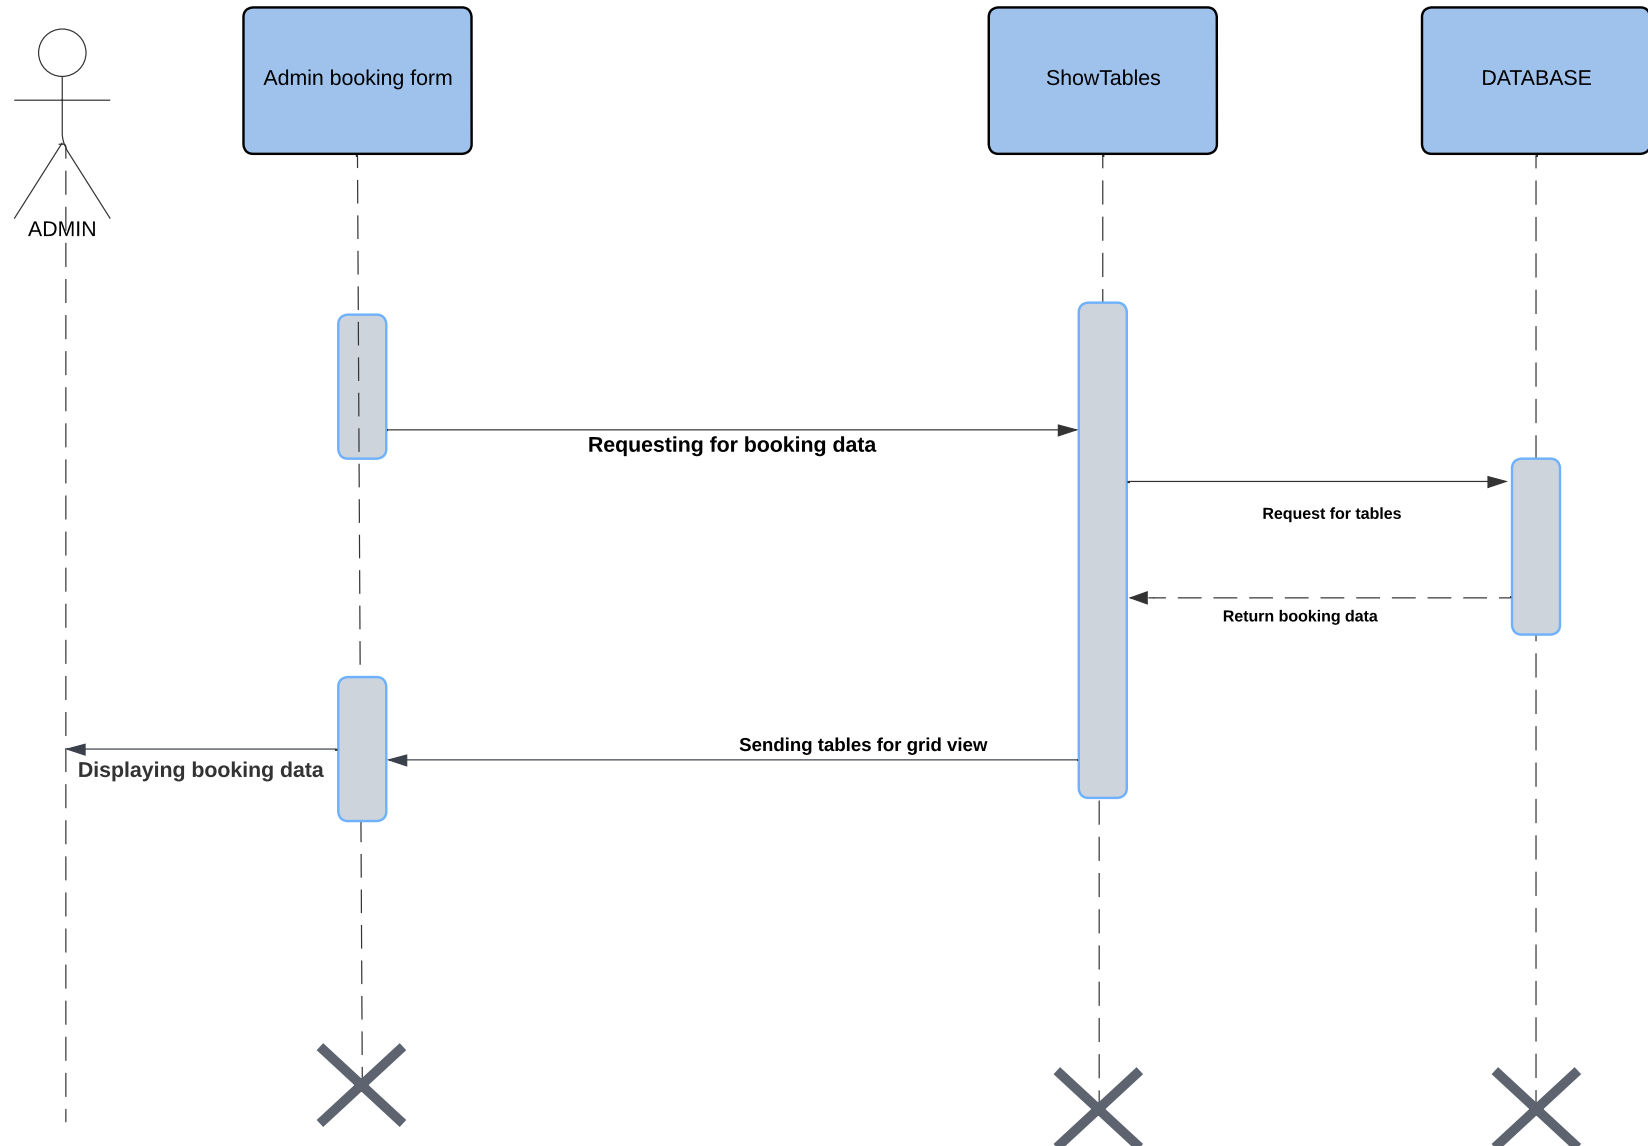 Admin booking form
ShowTables
DATABASE
ADMIN
Requesting for booking data
Request for tables
Return booking data
Sending tables for grid view
Displaying booking data